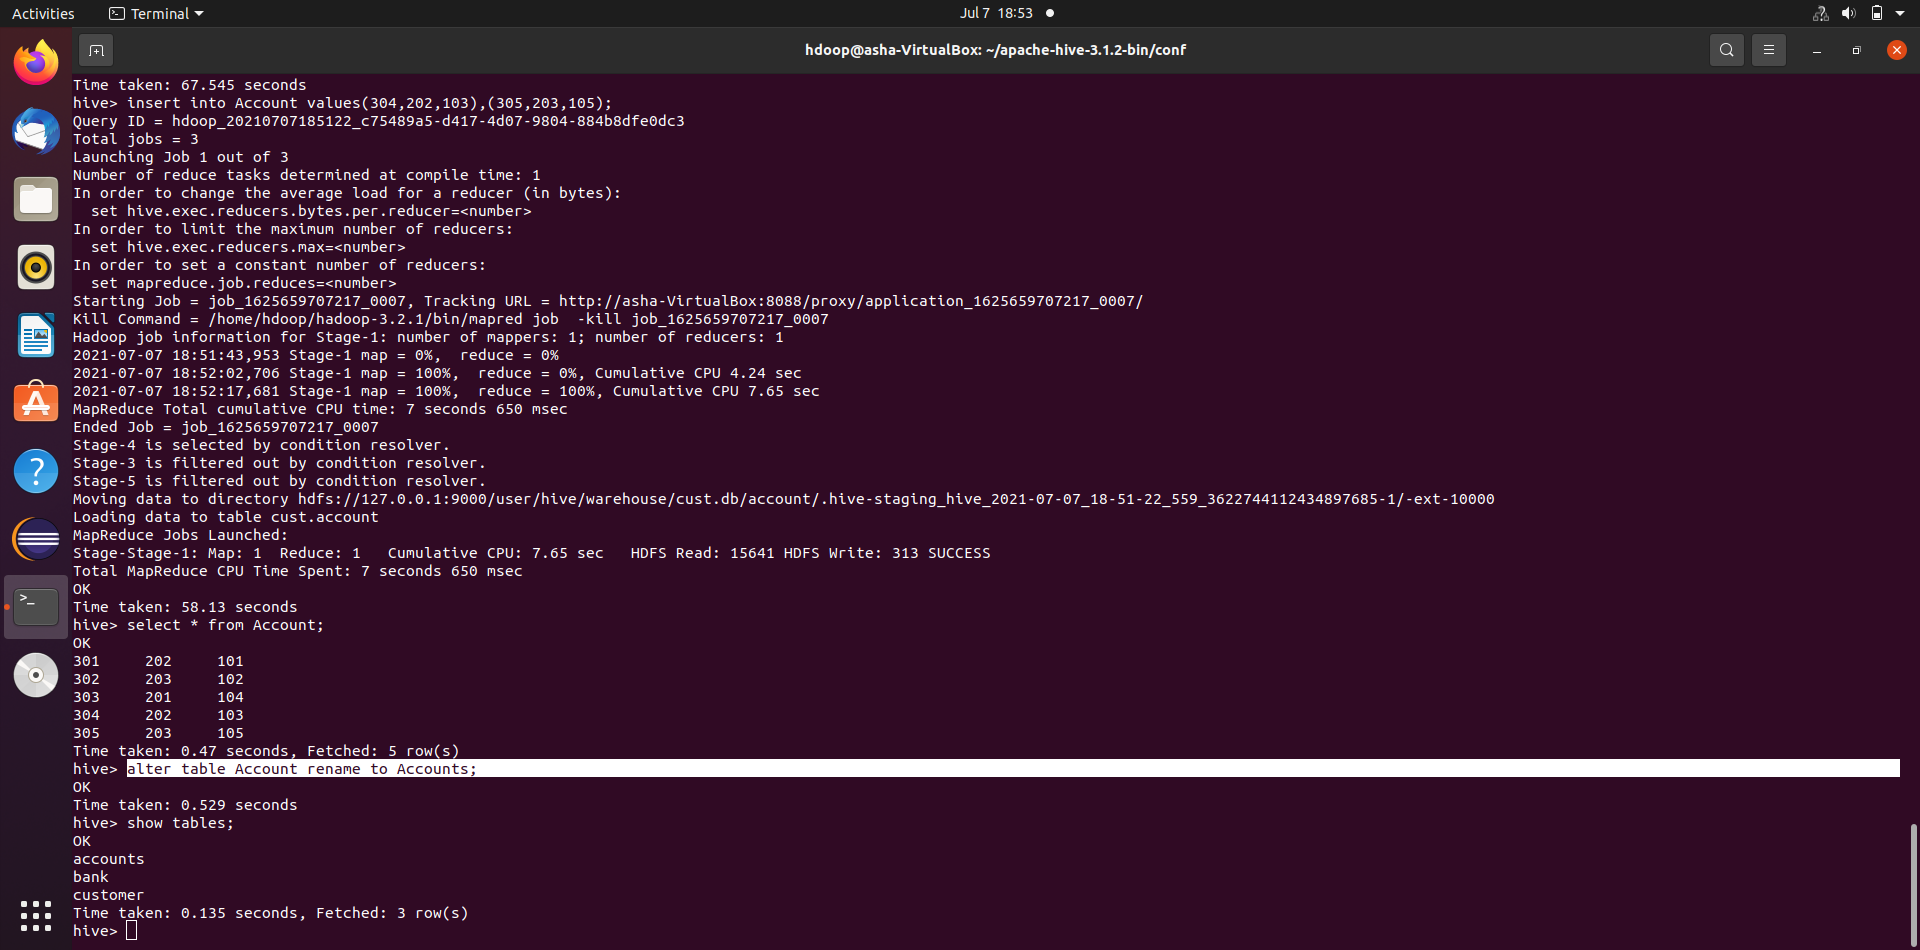 Activities
Terminal
Jul 7 18:53
hdoop@asha-VirtualBox: ~/apache-hive-3.1.2-bin/conf
Time taken: 67.545 seconds
hive> insert into Account values(304,202,103),(305,203,105);
Query ID = hdoop_20210707185122_c75489a5-d417-4d07-9804-884b8dfe0dc3
Total jobs = 3
Launching Job 1 out of 3
Number of reduce tasks determined at compile time: 1
In order to change the average load for a reducer (in bytes):
  set hive.exec.reducers.bytes.per.reducer=<number>
In order to limit the maximum number of reducers:
  set hive.exec.reducers.max=<number>
In order to set a constant number of reducers:
  set mapreduce.job.reduces=<number>
Starting Job = job_1625659707217_0007, Tracking URL = http://asha-VirtualBox:8088/proxy/application_1625659707217_0007/
Kill Command = /home/hdoop/hadoop-3.2.1/bin/mapred job  -kill job_1625659707217_0007
Hadoop job information for Stage-1: number of mappers: 1; number of reducers: 1
2021-07-07 18:51:43,953 Stage-1 map = 0%,  reduce = 0%
2021-07-07 18:52:02,706 Stage-1 map = 100%,  reduce = 0%, Cumulative CPU 4.24 sec
2021-07-07 18:52:17,681 Stage-1 map = 100%,  reduce = 100%, Cumulative CPU 7.65 sec
MapReduce Total cumulative CPU time: 7 seconds 650 msec
Ended Job = job_1625659707217_0007
Stage-4 is selected by condition resolver.
Stage-3 is filtered out by condition resolver.
Stage-5 is filtered out by condition resolver.
Moving data to directory hdfs://127.0.0.1:9000/user/hive/warehouse/cust.db/account/.hive-staging_hive_2021-07-07_18-51-22_559_3622744112434897685-1/-ext-10000
Loading data to table cust.account
MapReduce Jobs Launched:
Stage-Stage-1: Map: 1  Reduce: 1   Cumulative CPU: 7.65 sec   HDFS Read: 15641 HDFS Write: 313 SUCCESS
Total MapReduce CPU Time Spent: 7 seconds 650 msec
OK
Time taken: 58.13 seconds
hive> select * from Account;
OK
301     202     101
302     203     102
303     201     104
304     202     103
305     203     105
Time taken: 0.47 seconds, Fetched: 5 row(s)
hive> alter table Account rename to Accounts;
OK
Time taken: 0.529 seconds
hive> show tables;
OK
accounts
bank
customer
Time taken: 0.135 seconds, Fetched: 3 row(s)
hive>